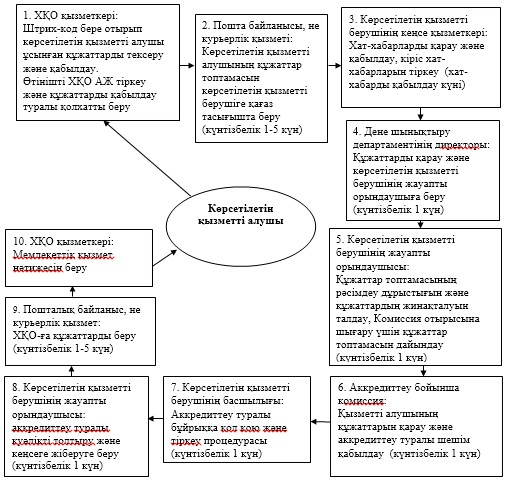 1. ХҚО қызметкері:
Штрих-код бере отырып
көрсетілетін қызметті алушы
ұсынған құжаттарды тексеру
және қабылдау.
Өтінішті ХҚО АЖ тіркеу
және құжаттарды қабылдау
туралы қолхатты беру
2. Пошта байланысы, не
курьерлік қызметі:
Көрсетілетін қызметті
алушының құжаттар
топтамасын
көрсетілетін қызметті
берушіге қағаз
тасығышта беру
(күнтізбелік 1-5 күн)
3. Көрсетілетін қызметті
берушінің кеңсе қызметкері:
Хат-хабарларды қарау және
қабылдау, кіріс хат-
хабарларын тіркеу (хат-
хабарды қабылдау күні)
4. Дене шынықтыру
департаментінің директоры:
Құжаттарды қарау және
көрсетілетін қызметті
берушінің жауапты
орындаушыға беру
(күнтізбелік 1 күн)
Көрсетілетін
қызметті алушы
5. Көрсетілетін қызметті
берушінің жауапты
орындаушысы:
Құжаттар топтамасының
рәсімдеу дұрыстығын және
құжаттардың жинақталуын
талдау, Комиссия отырысына
шығару үшін құжаттар
топтамасын дайындау
(күнтізбелік 1 күн)
6. Аккредиттеу бойынша
комиссия:
Қызметті алушының
құжаттарын қарау және
аккредиттеу туралы шешім
қабылдау (күнтізбелік 1 күн)
7. Көрсетілетін қызметті
берушінің басшылығы:
Аккредиттеу туралы
бұйрыққа қол қою және
тіркеу процедурасы
(күнтізбелік 1 күн)
8. Көрсетілетін қызметті
берушінің жауапты
орындаушысы:
аккредиттеу туралы
куәлікті толтыру және
кеңсеге жіберуге беру
(күнтізбелік 1 күн)
9. Пошталық байланыс, не
курьерлік қызмет:
ХҚО-ға құжаттарды беру
(күнтізбелік 1-5 күн)
10. ХҚО қызметкері:
Мемлекеттік қызмет
нәтижесін беру